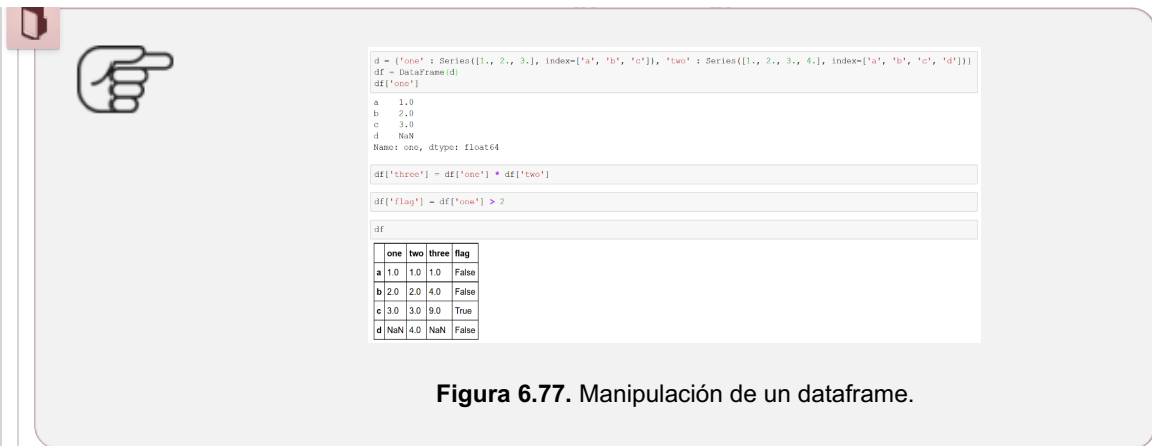 d = {'one' : Series([1., 2., 3.], index=['a', 'b', 'c']), 'two' : Series([1., 2., 3., 4.], index=['a', 'b', 'c', 'd'])}
df = DataFrame(d)
df['one']
a    1.0
b    2.0
c    3.0
d    NaN
Name: one, dtype: float64
df['three'] = df['one'] * df['two']
df['flag'] = df['one'] > 2
df
one two three flag
a 1.0 1.0 1.0 False
b 2.0 2.0 4.0 False
c 3.0 3.0 9.0 True
d NaN 4.0 NaN False
Figura 6.77. Manipulación de un dataframe.